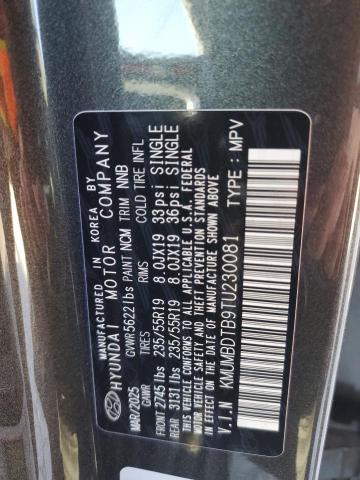 MANUFACTURED IN KOREA BY
HYUNDAI MOTOR COMPANY
GVWR 5622 lbs PAINT NCM TRIM NNB
MAR/2025 GAWR TIRES RIMS COLD TIRE INFL
FRONT 2745 lbs 235/55R19 8.0JX19 33psi SINGLE
REAR 3131 lbs 235/55R19 8.0JX19 36psi SINGLE
THIS VEHICLE CONFORMS TO ALL APPLICABLE U.S.A. FEDERAL
MOTOR VEHICLE SAFETY, BUMPER, AND THEFT PREVENTION STANDARDS
IN EFFECT ON THE DATE OF MANUFACTURE SHOWN ABOVE.
V.I.N KMUMBDTB9TU230081 TYPE : MPV